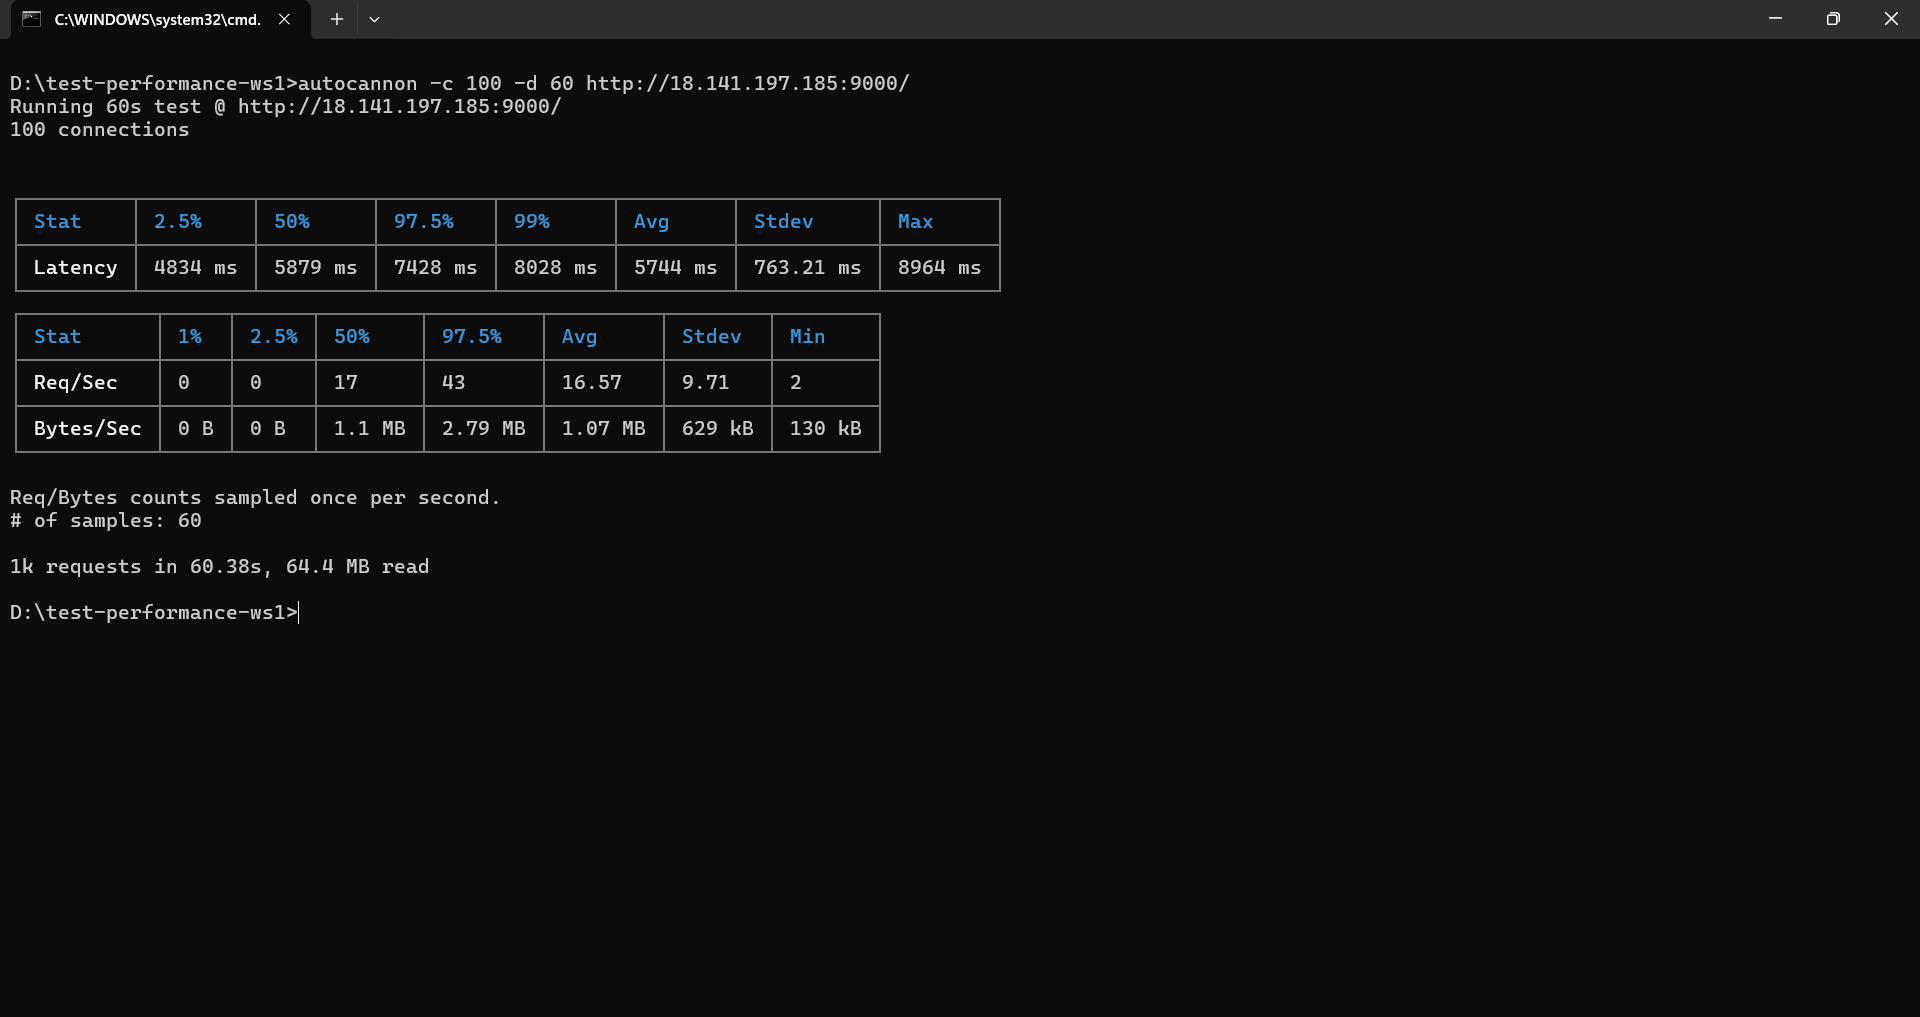 C:\WINDOWS\system32\cmd.
D:\test-performance-ws1>autocannon -c 100 -d 60 http://18.141.197.185:9000/
Running 60s test @ http://18.141.197.185:9000/
100 connections
Stat 2.5% 50% 97.5% 99% Avg Stdev Max
Latency 4834 ms 5879 ms 7428 ms 8028 ms 5744 ms 763.21 ms 8964 ms
Stat 1% 2.5% 50% 97.5% Avg Stdev Min
Req/Sec 0 0 17 43 16.57 9.71 2
Bytes/Sec 0 B 0 B 1.1 MB 2.79 MB 1.07 MB 629 kB 130 kB
Req/Bytes counts sampled once per second.
# of samples: 60
1k requests in 60.38s, 64.4 MB read
D:\test-performance-ws1>